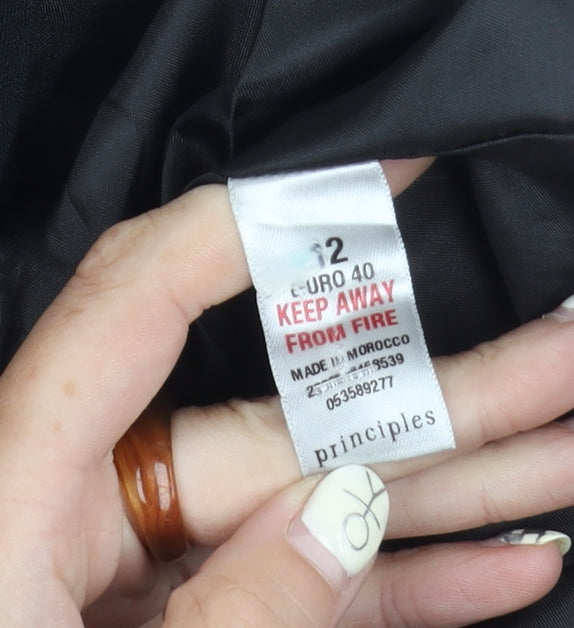 12
EURO 40
KEEP AWAY
FROM FIRE
MADE IN MOROCCO
053589277
principles